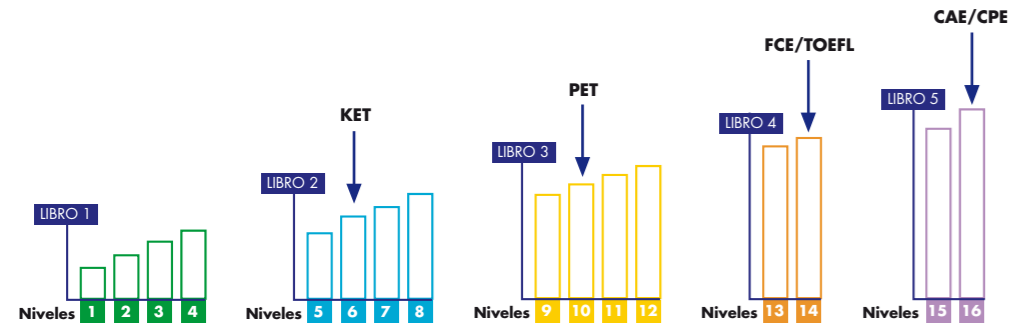 CAE/CPE
FCE/TOEFL
PET
KET
LIBRO 1
LIBRO 2
LIBRO 3
LIBRO 4
LIBRO 5
Niveles 1 2 3 4
Niveles 5 6 7 8
Niveles 9 10 11 12
Niveles 13 14
Niveles 15 16